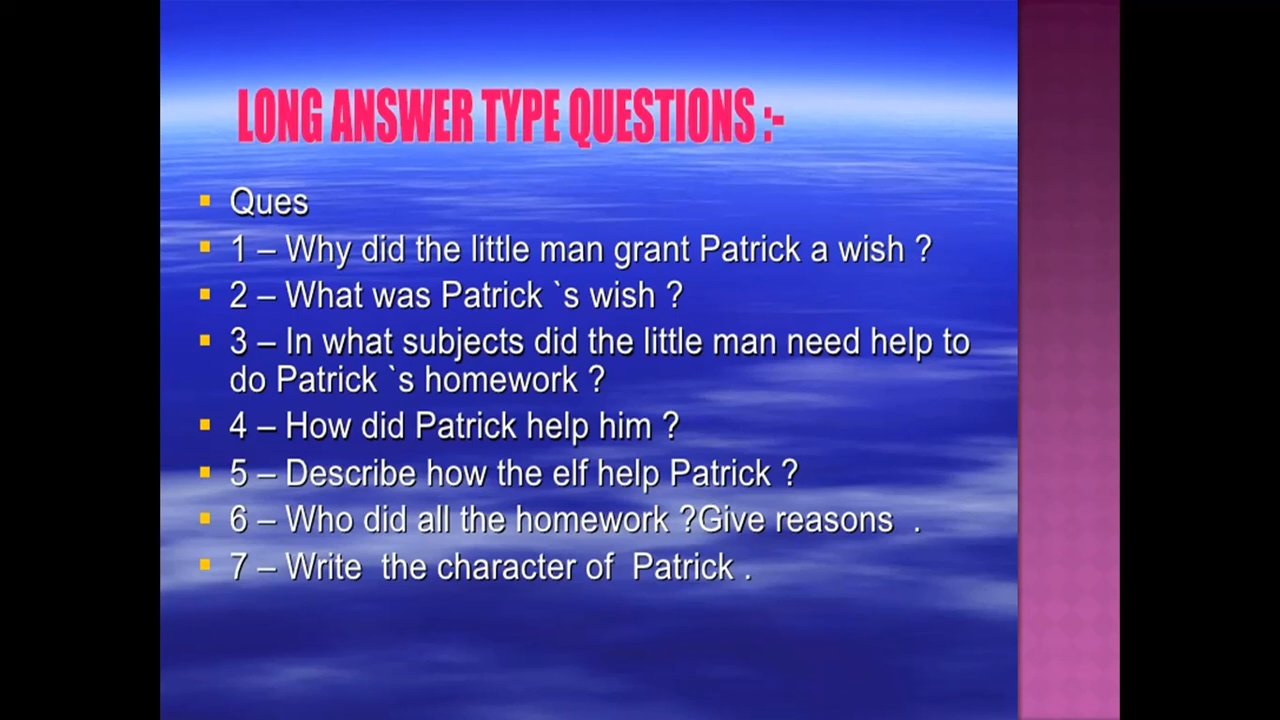 LONG ANSWER TYPE QUESTIONS :-
Ques
1 – Why did the little man grant Patrick a wish ?
2 – What was Patrick `s wish ?
3 – In what subjects did the little man need help to
do Patrick `s homework ?
4 – How did Patrick help him ?
5 – Describe how the elf help Patrick ?
6 – Who did all the homework ?Give reasons .
7 – Write the character of Patrick .